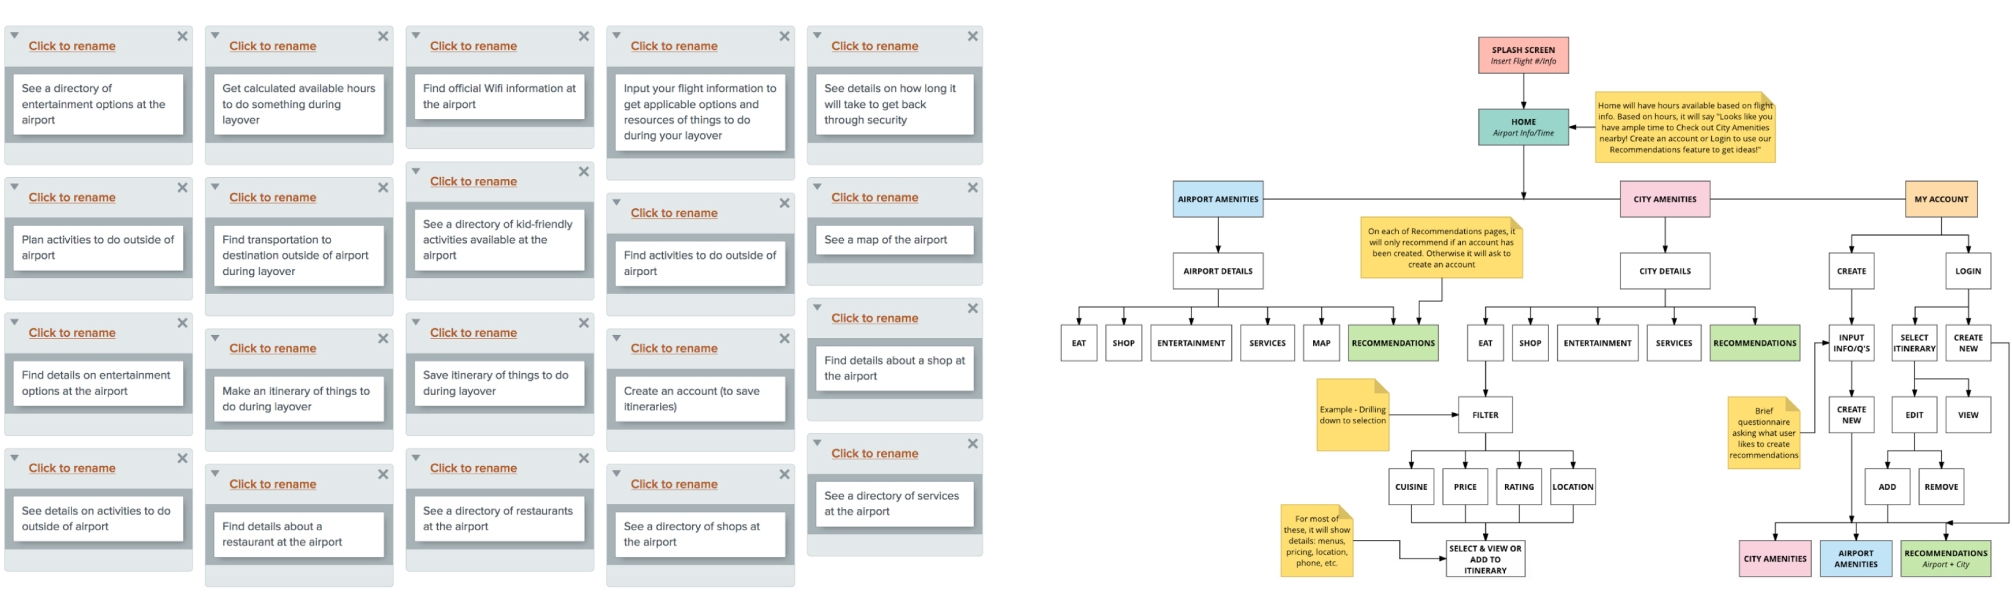 Click to rename
See a directory of
entertainment options at the
airport
Click to rename
Plan activities to do outside of
airport
Click to rename
Find details on entertainment
options at the airport
Click to rename
See details on activities to do
outside of airport
Click to rename
Get calculated available hours
to do something during
layover
Click to rename
Find transportation to
destination outside of airport
during layover
Click to rename
Make an itinerary of things to
do during layover
Click to rename
Find details about a
restaurant at the airport
Click to rename
Find official Wifi information at
the airport
Click to rename
See a directory of kid-friendly
activities available at the
airport
Click to rename
Save itinerary of things to do
during layover
Click to rename
See a directory of restaurants
at the airport
Click to rename
Input your flight information to
get applicable options and
resources of things to do
during your layover
Click to rename
Find activities to do outside of
airport
Click to rename
Create an account (to save
itineraries)
Click to rename
See a directory of shops at
the airport
Click to rename
See details on how long it
will take to get back
through security
Click to rename
See a map of the airport
Click to rename
Find details about a shop at
the airport
Click to rename
See a directory of services
at the airport
SPLASH SCREEN
Insert Flight #/Info
HOME
Airport Info/Time
Home will have hours available based on flight
info. Based on hours, it will say "Looks like you
have ample time to Check out City Amenities
nearby! Create an account or Login to use our
Recommendations feature to get ideas!"
AIRPORT AMENITIES
CITY AMENITIES
MY ACCOUNT
On each of Recommendations pages, it
will only recommend if an account has
been created. Otherwise it will ask to
create an account
AIRPORT DETAILS
CITY DETAILS
CREATE
LOGIN
EAT
SHOP
ENTERTAINMENT
SERVICES
MAP
RECOMMENDATIONS
EAT
SHOP
ENTERTAINMENT
SERVICES
RECOMMENDATIONS
INPUT
INFO/Q'S
SELECT
ITINERARY
CREATE
NEW
Example - Drilling
down to selection
FILTER
Brief
questionnaire
asking what user
likes to create
recommendations
CREATE
NEW
EDIT
VIEW
CUISINE
PRICE
RATING
LOCATION
ADD
REMOVE
For most of
these, it will show
details: menus,
pricing, location,
phone, etc.
SELECT & VIEW OR
ADD TO
ITINERARY
CITY AMENITIES
AIRPORT
AMENITIES
RECOMMENDATIONS
Airport + City